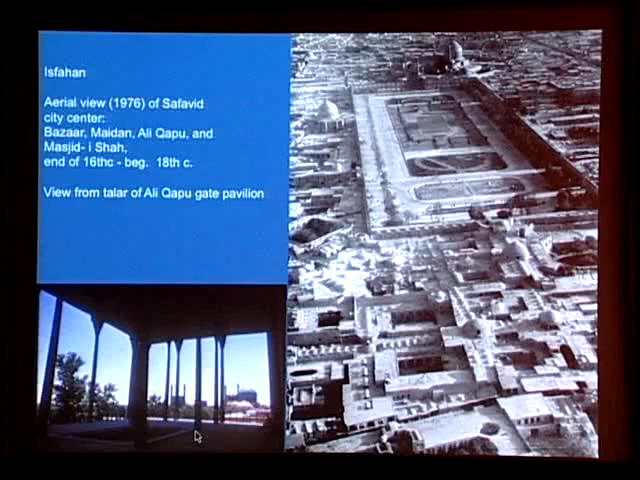 Isfahan
Aerial view (1976) of Safavid
city center:
Bazaar, Maidan, Ali Qapu, and
Masjid- i Shah,
end of 16thc - beg. 18th c.
View from talar of Ali Qapu gate pavilion